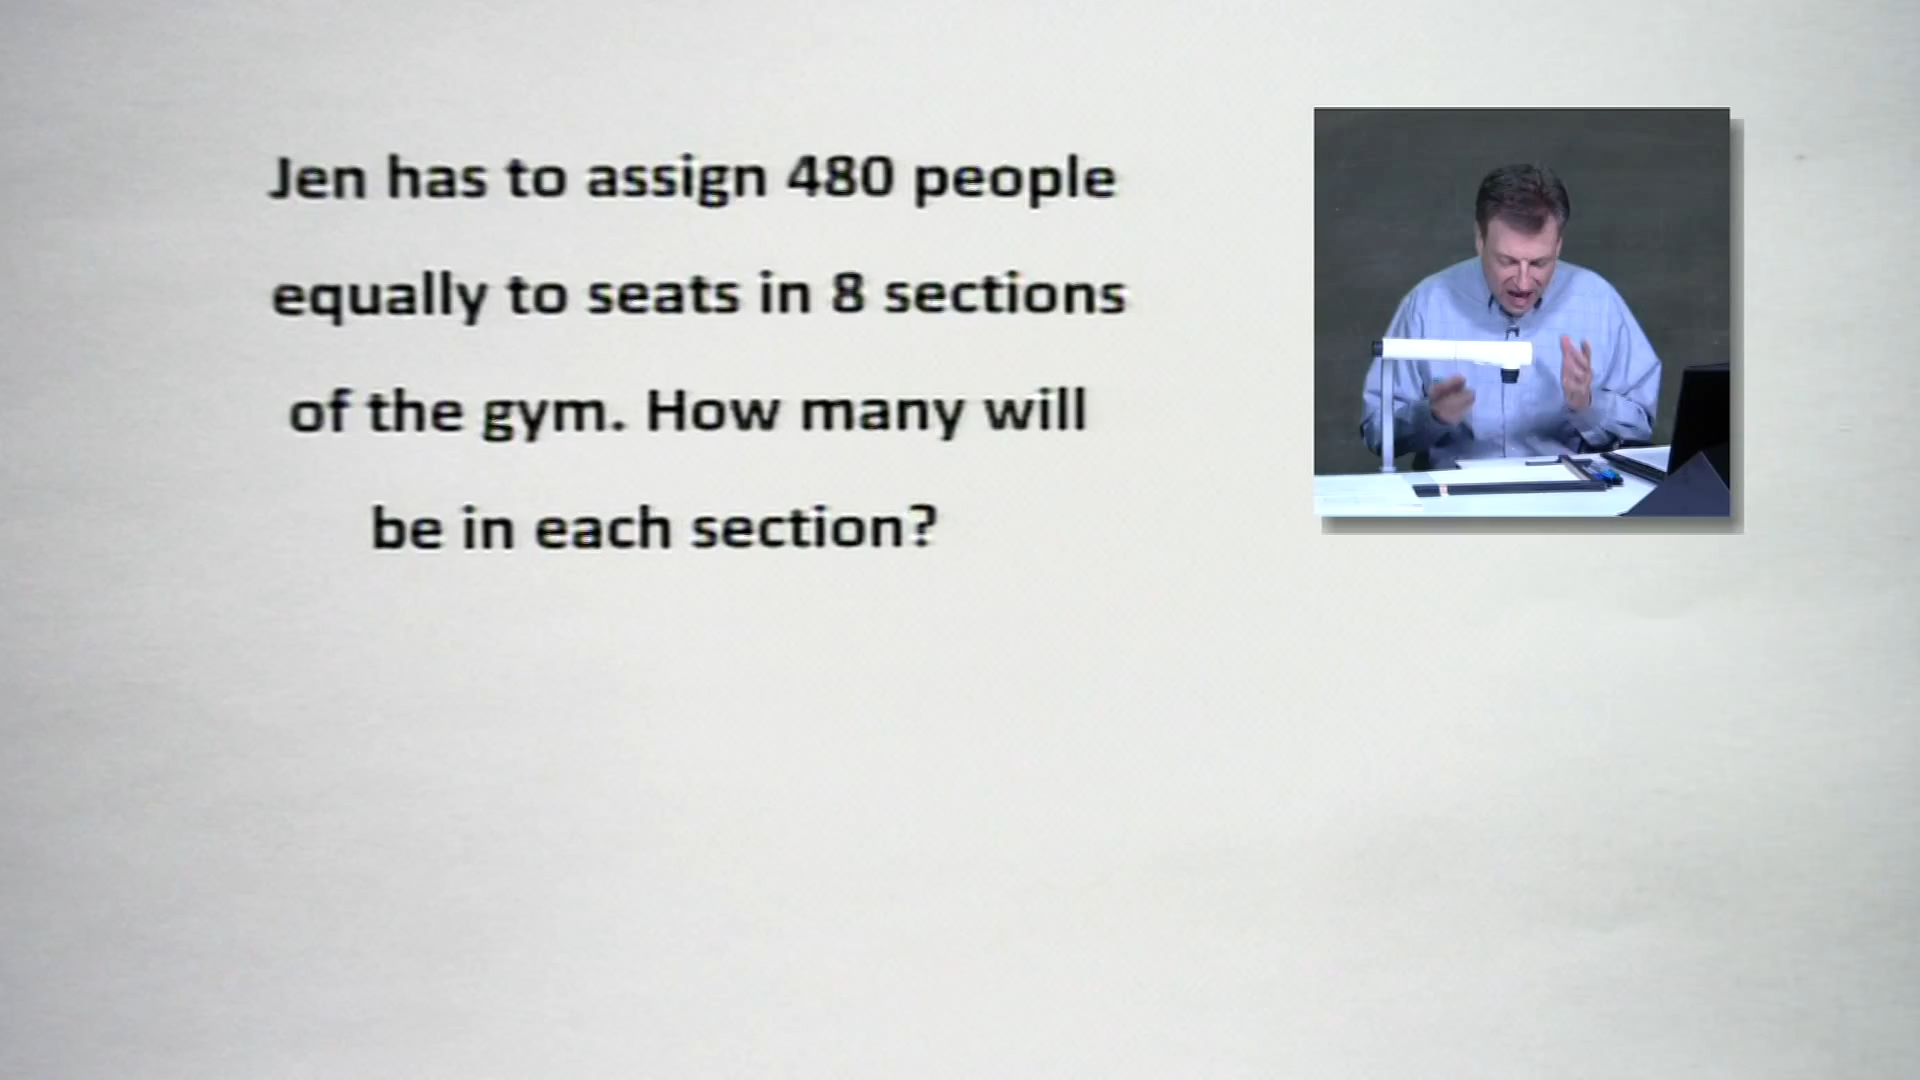 Jen has to assign 480 people
equally to seats in 8 sections
of the gym. How many will
be in each section?